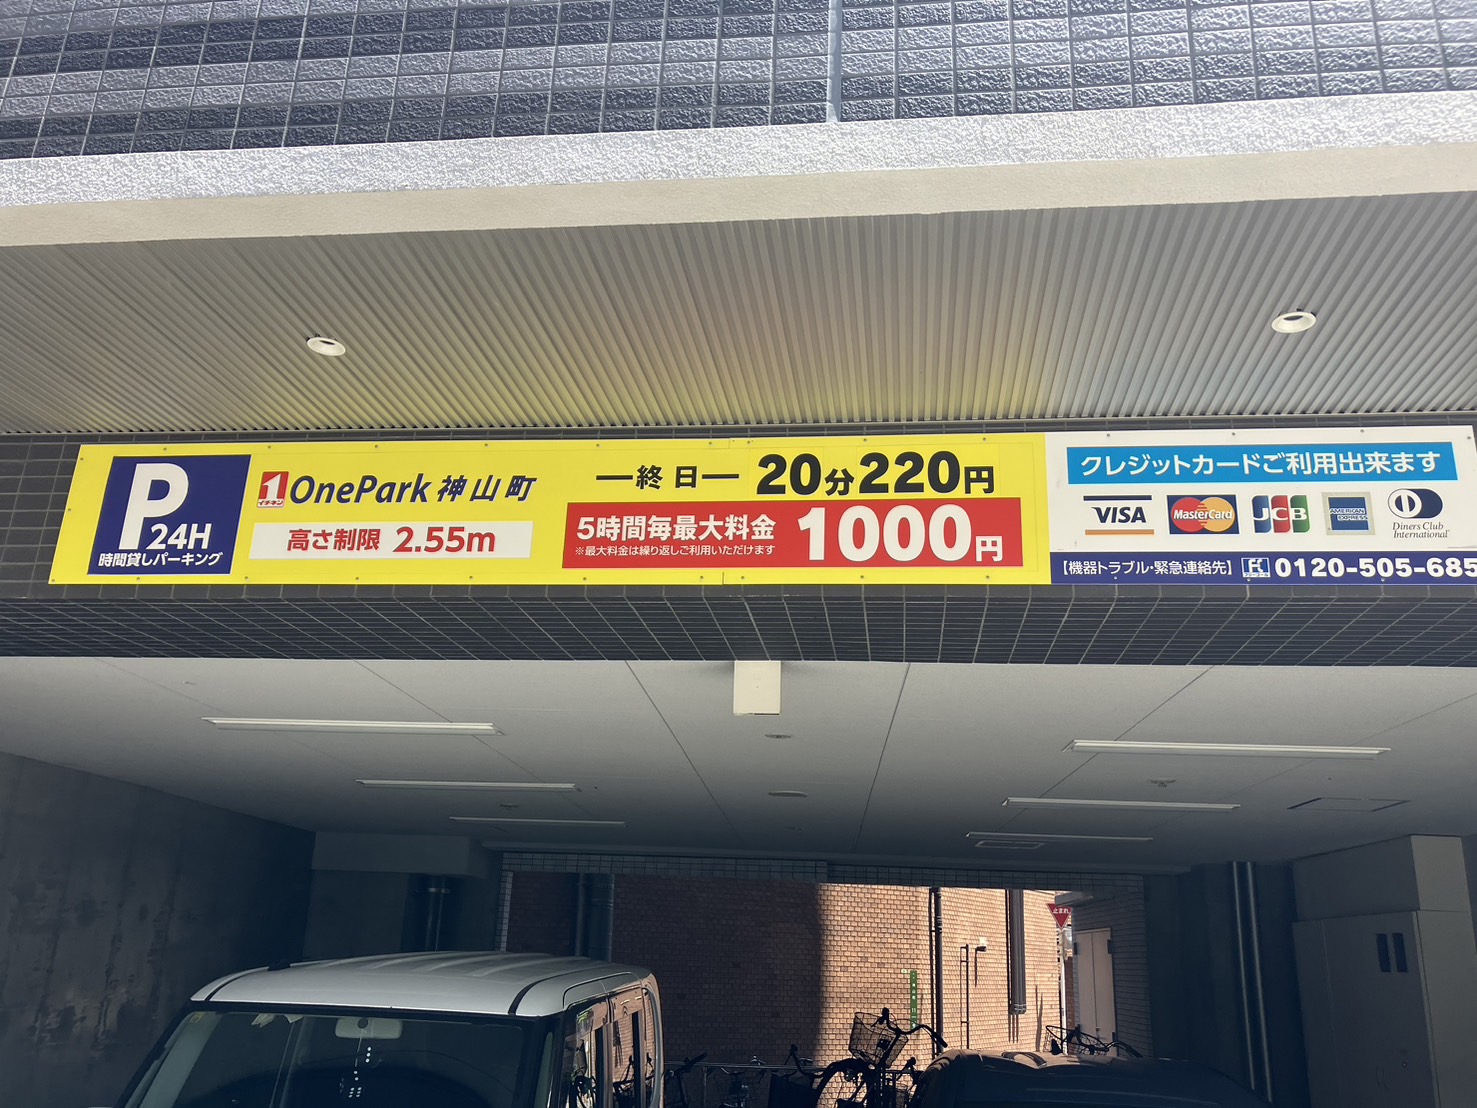 P
24H
時間貸しパーキング
1
イチネン
OnePark 神山町
高さ制限 2.55m
―終 日― 20分220円
5時間毎最大料金 1000円
※最大料金は繰り返しご利用いただけます
クレジットカードご利用出来ます
VISA
MasterCard
JCB
AMERICAN EXPRESS
Diners Club
International
【機器トラブル・緊急連絡先】 0120-505-685
止まれ